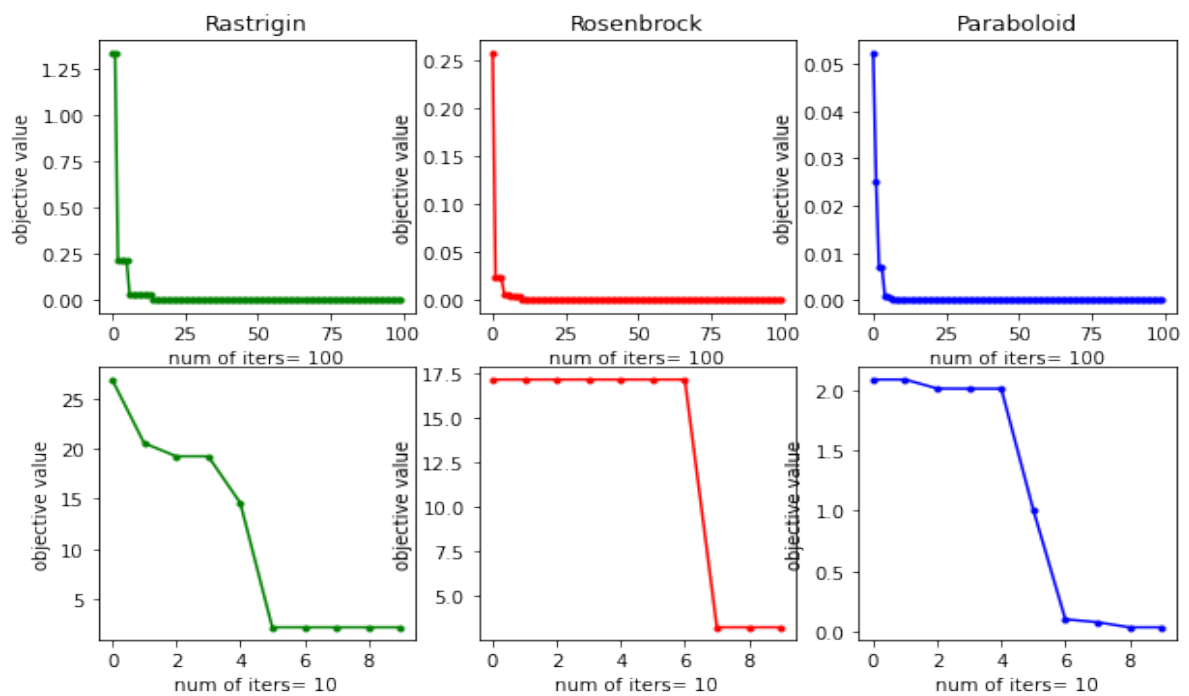 Rastrigin
Rosenbrock
Paraboloid
objective value
1.25
1.00
0.75
0.50
0.25
0.00
0 25 50 75 100
num of iters= 100
objective value
0.25
0.20
0.15
0.10
0.05
0.00
0 25 50 75 100
num of iters= 100
objective value
0.05
0.04
0.03
0.02
0.01
0.00
0 25 50 75 100
num of iters= 100
objective value
25
20
15
10
5
0 2 4 6 8
num of iters= 10
objective value
17.5
15.0
12.5
10.0
7.5
5.0
0 2 4 6 8
num of iters= 10
objective value
2.0
1.5
1.0
0.5
0.0
0 2 4 6 8
num of iters= 10